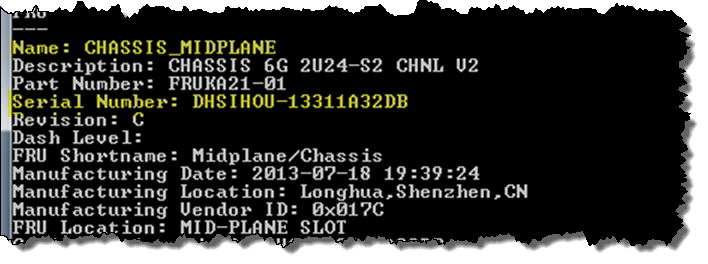 FRU
---
Name: CHASSIS_MIDPLANE
Description: CHASSIS 6G 2U24-S2 CHNL V2
Part Number: FRUKA21-01
Serial Number: DHSIHOU-13311A32DB
Revision: C
Dash Level:
FRU Shortname: Midplane/Chassis
Manufacturing Date: 2013-07-18 19:39:24
Manufacturing Location: Longhua,Shenzhen,CN
Manufacturing Vendor ID: 0x017C
FRU Location: MID-PLANE SLOT